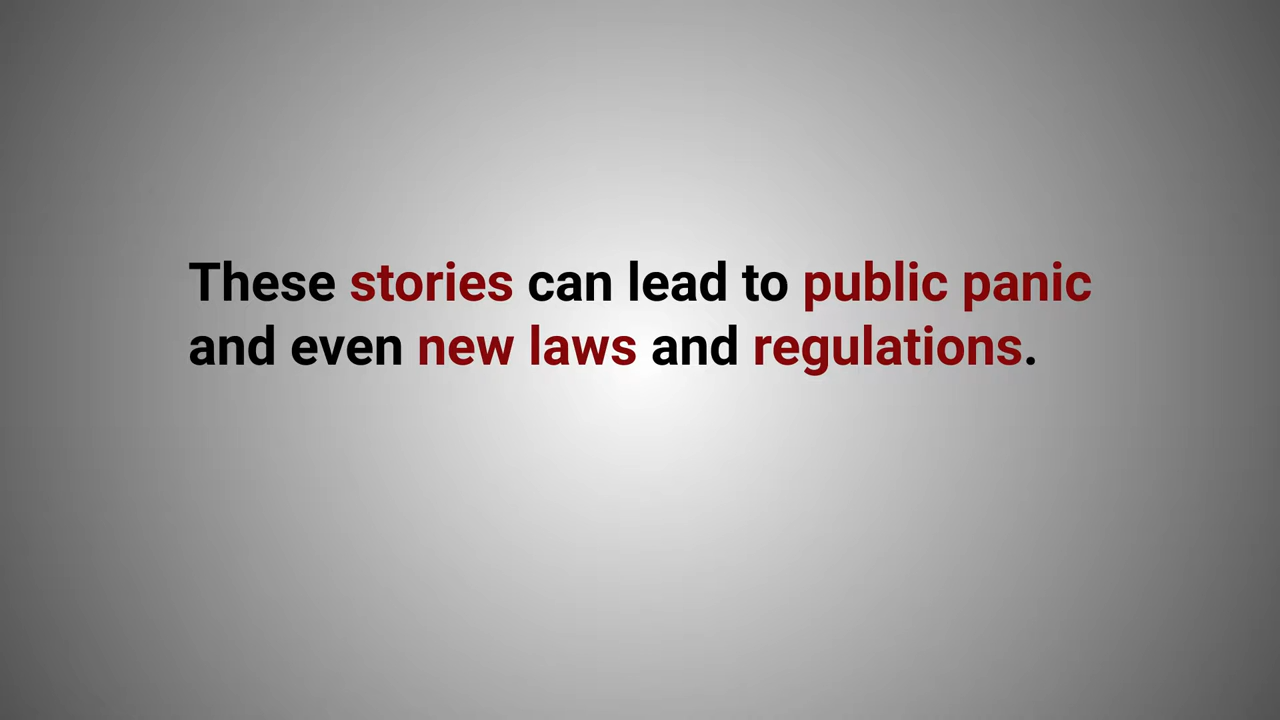 These stories can lead to public panic
and even new laws and regulations.